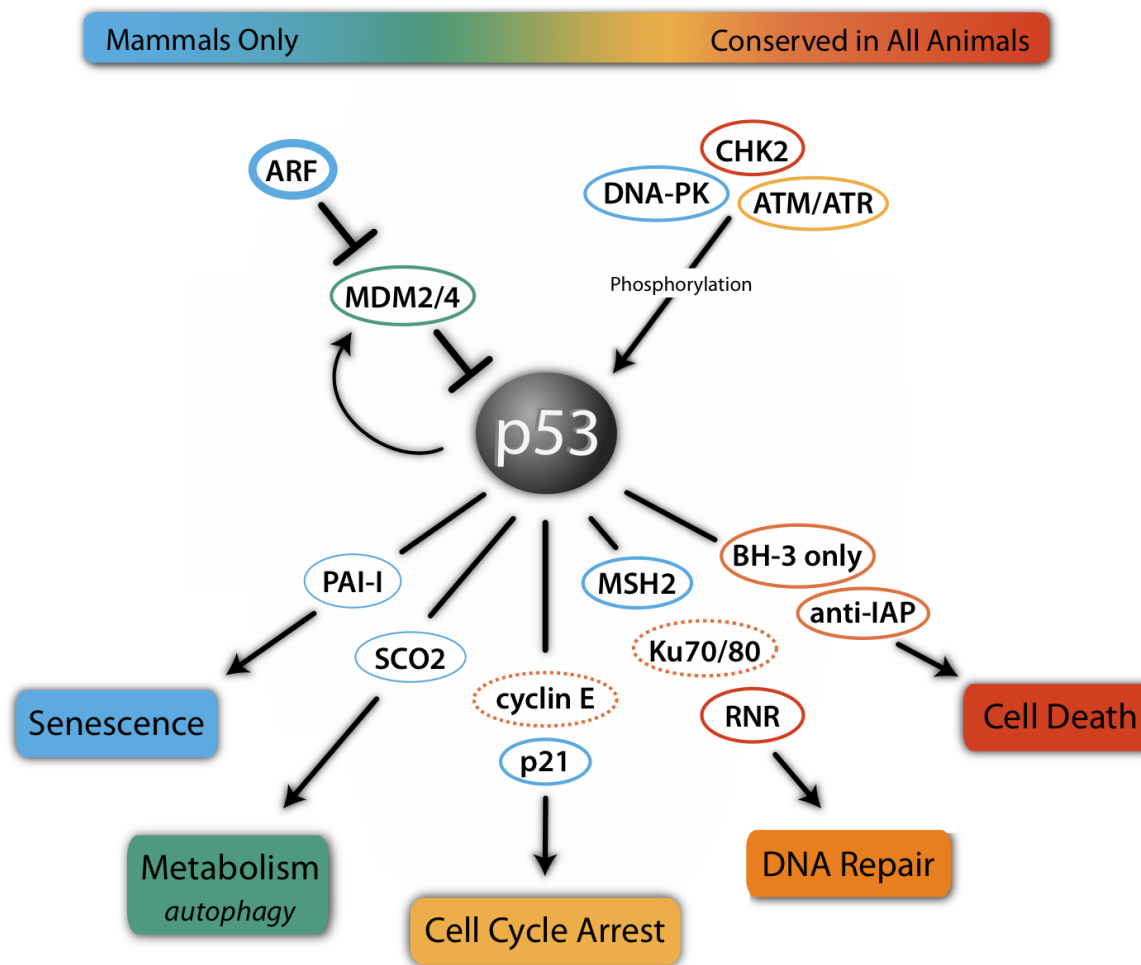 Mammals Only
Conserved in All Animals
ARF
CHK2
DNA-PK
ATM/ATR
MDM2/4
Phosphorylation
p53
PAI-I
SCO2
cyclin E
p21
MSH2
Ku70/80
RNR
BH-3 only
anti-IAP
Senescence
Metabolism
autophagy
Cell Cycle Arrest
DNA Repair
Cell Death